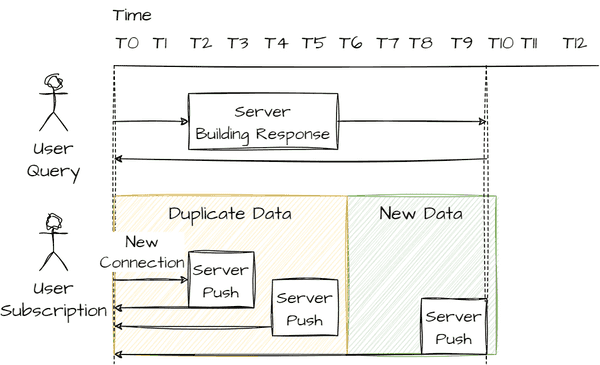 Time
T0 T1 T2 T3 T4 T5 T6 T7 T8 T9 T10 T11 T12
Server
Building Response
User
Query
Duplicate Data
New Data
New
Connection
Server
Push
Server
Push
Server
Push
User
Subscription